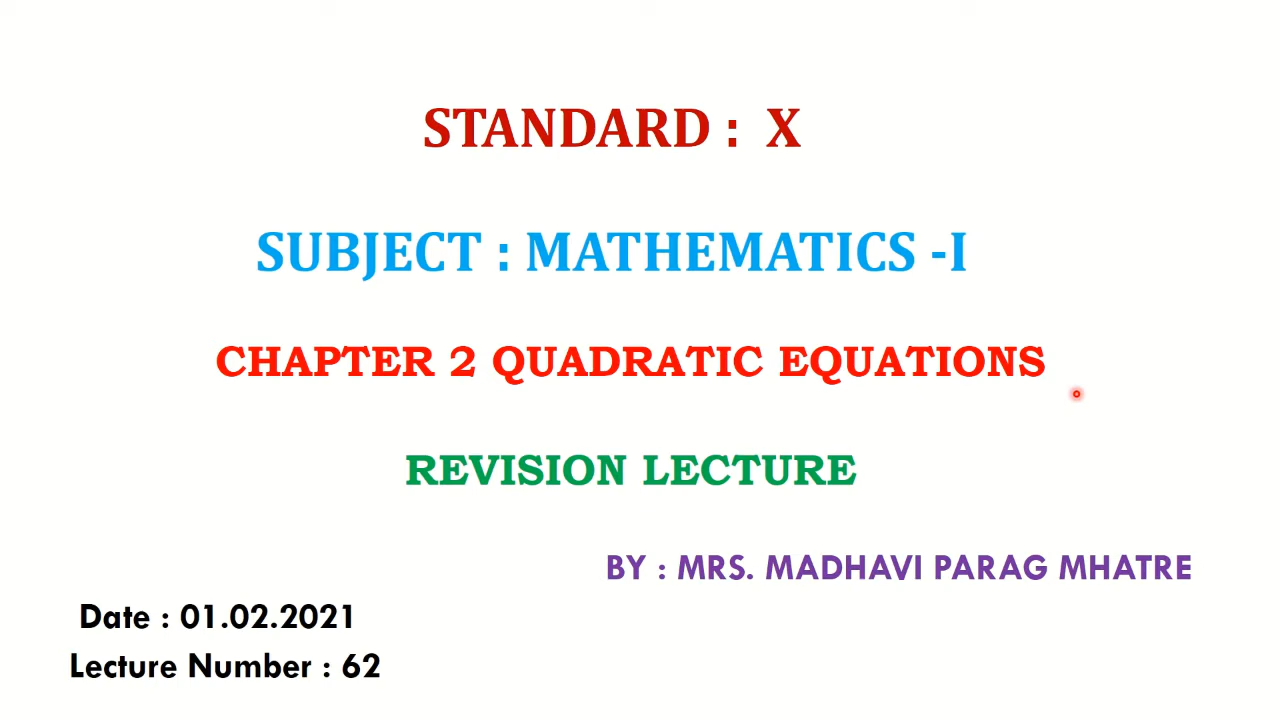 STANDARD : X
SUBJECT : MATHEMATICS -I
CHAPTER 2 QUADRATIC EQUATIONS
REVISION LECTURE
BY : MRS. MADHAVI PARAG MHATRE
Date : 01.02.2021
Lecture Number : 62